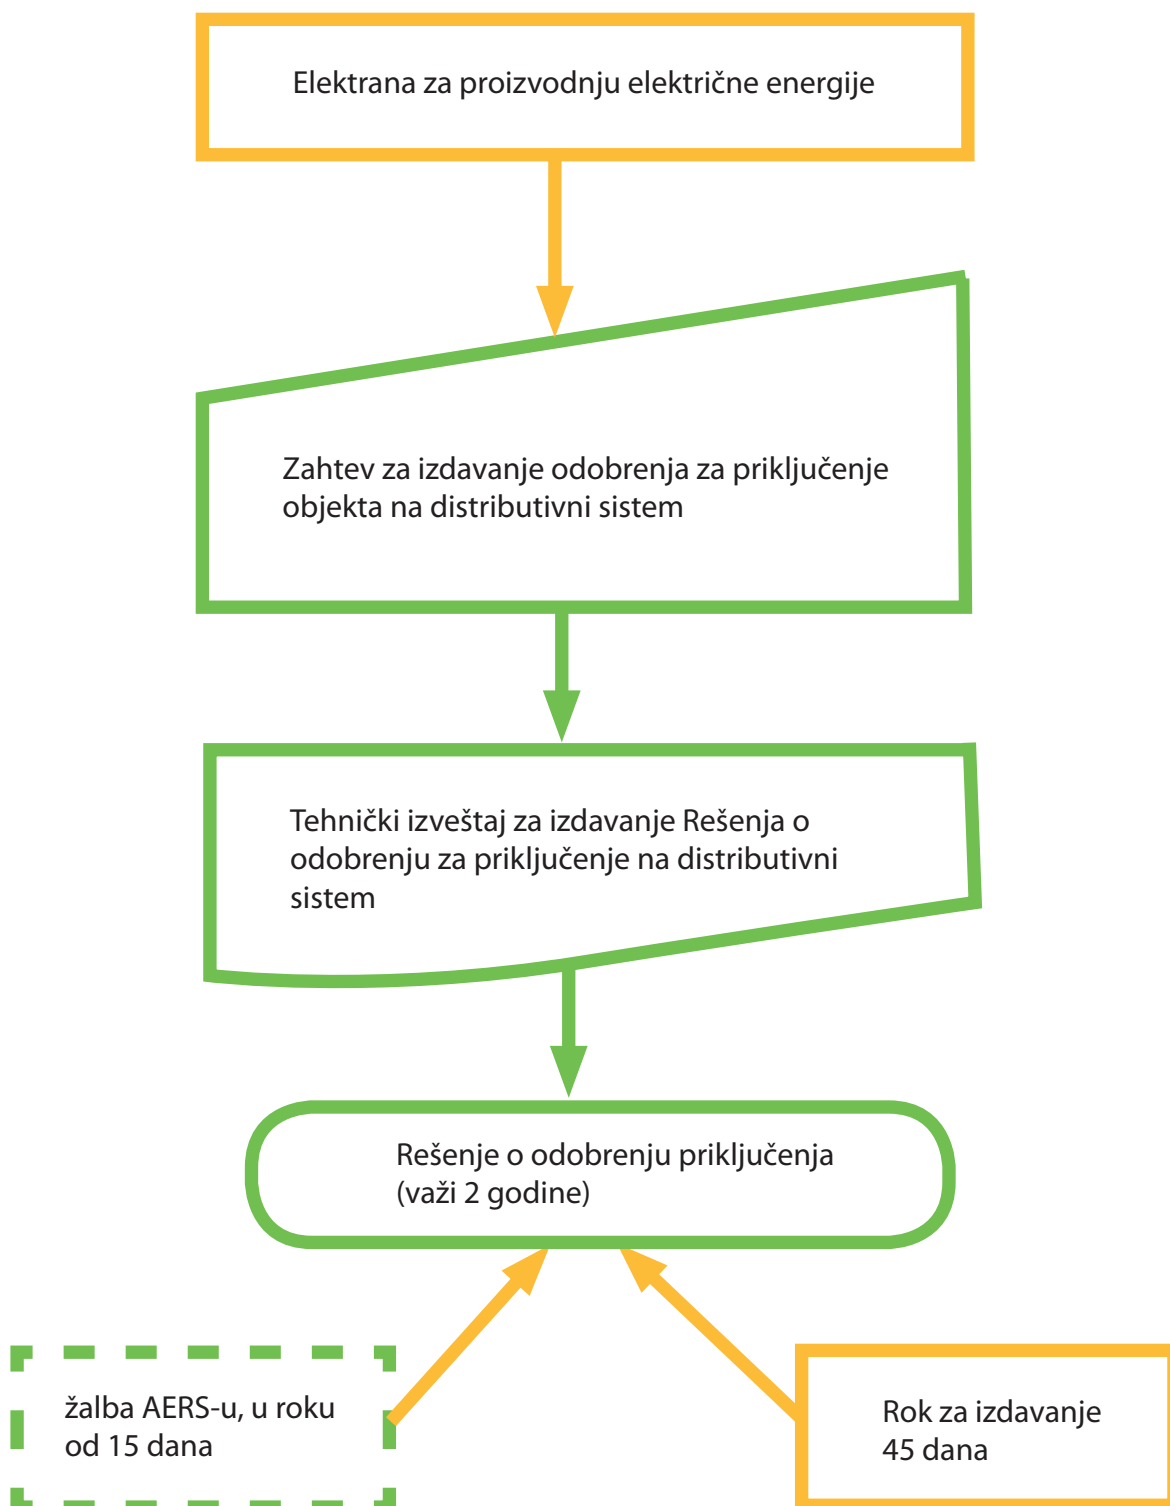 Elektrana za proizvodnju električne energije
Zahtev za izdavanje odobrenja za priključenje
objekta na distributivni sistem
Tehnički izveštaj za izdavanje Rešenja o
odobrenju za priključenje na distributivni
sistem
Rešenje o odobrenju priključenja
(važi 2 godine)
žalba AERS-u, u roku
od 15 dana
Rok za izdavanje
45 dana